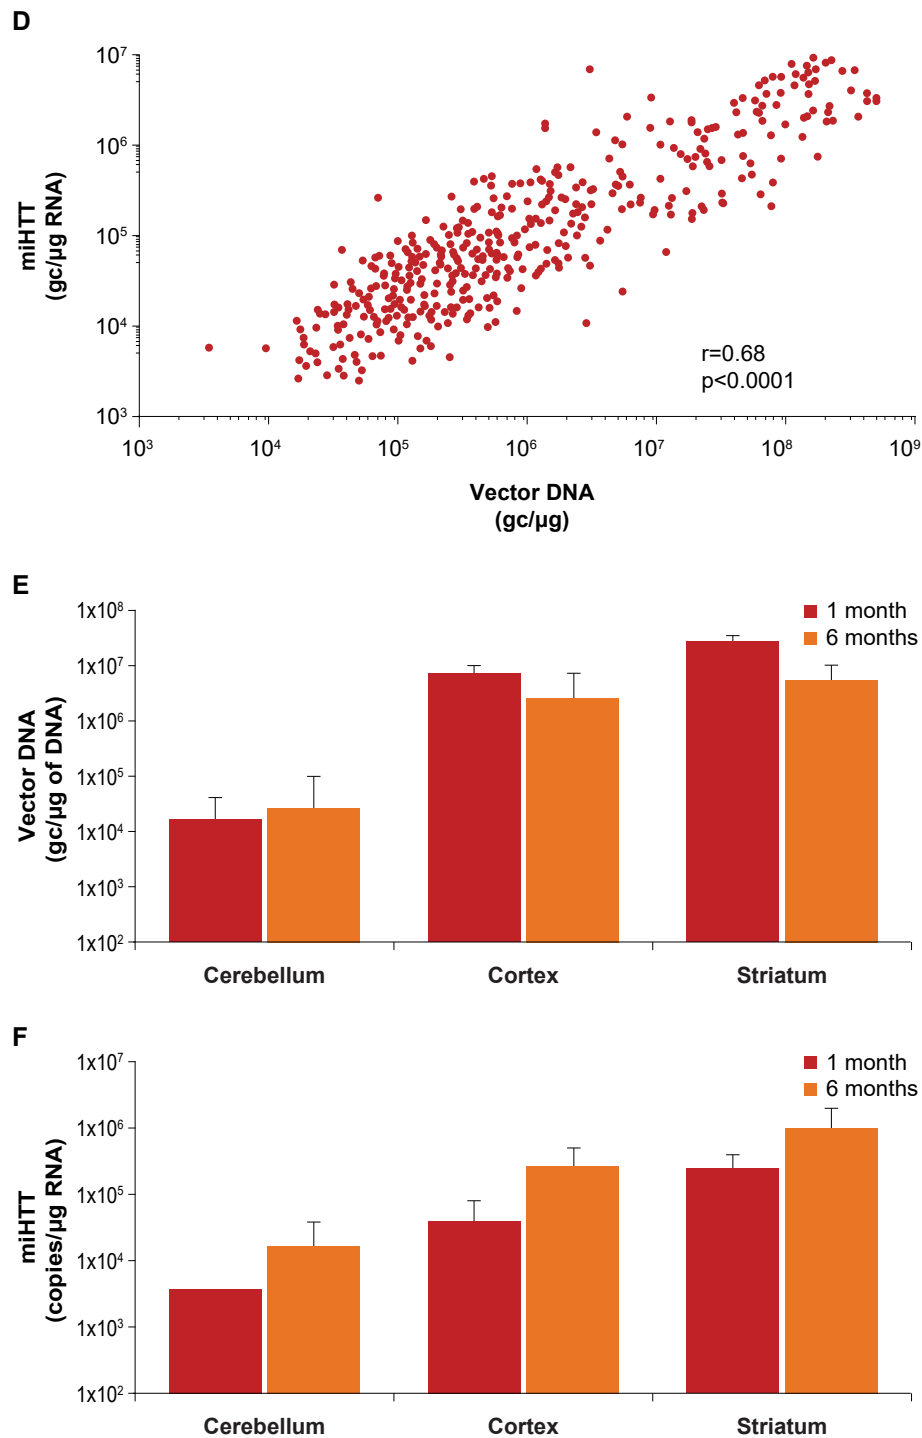 D
10⁷
10⁶
10⁵
10⁴
10³
miHTT
(gc/µg RNA)
r=0.68
p<0.0001
10³ 10⁴ 10⁵ 10⁶ 10⁷ 10⁸ 10⁹
Vector DNA
(gc/µg)
E
1x10⁸
1x10⁷
1x10⁶
1x10⁵
1x10⁴
1x10³
1x10²
Vector DNA
(gc/µg of DNA)
1 month
6 months
Cerebellum Cortex Striatum
F
1x10⁷
1x10⁶
1x10⁵
1x10⁴
1x10³
1x10²
miHTT
(copies/µg RNA)
1 month
6 months
Cerebellum Cortex Striatum